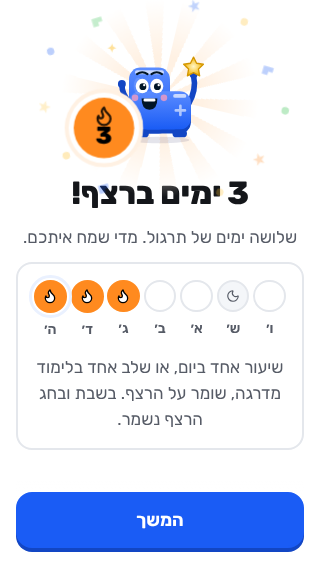 3
3 ימים ברצף!
שלושה ימים של תרגול. מדי שמח איתכם.
ו׳ ש׳ א׳ ב׳ ג׳ ד׳ ה׳
שיעור אחד ביום, או שלב אחד בלימוד
מדרגה, שומר על הרצף. בשבת ובחג
הרצף נשמר.
המשך